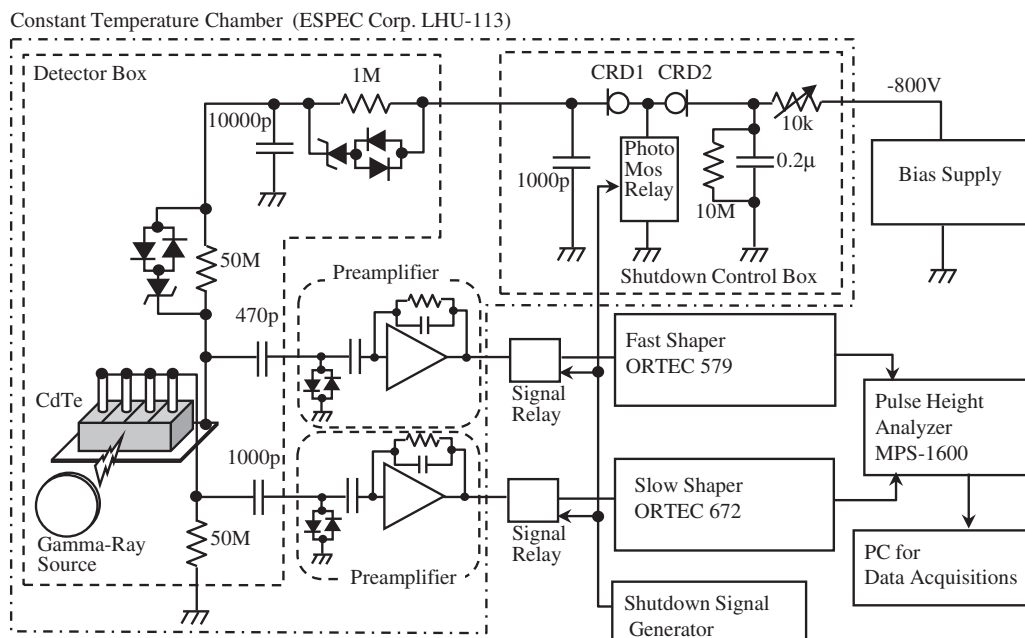 Constant Temperature Chamber (ESPEC Corp. LHU-113)
Detector Box
1M
10000p
CRD1 CRD2
-800V
10k
Photo
Mos
Relay
1000p
0.2μ
10M
Bias Supply
Shutdown Control Box
50M
470p
Preamplifier
Signal
Relay
Fast Shaper
ORTEC 579
CdTe
Pulse Height
Analyzer
MPS-1600
1000p
Slow Shaper
ORTEC 672
Signal
Relay
50M
Gamma-Ray
Source
Preamplifier
PC for
Data Acquisitions
Shutdown Signal
Generator